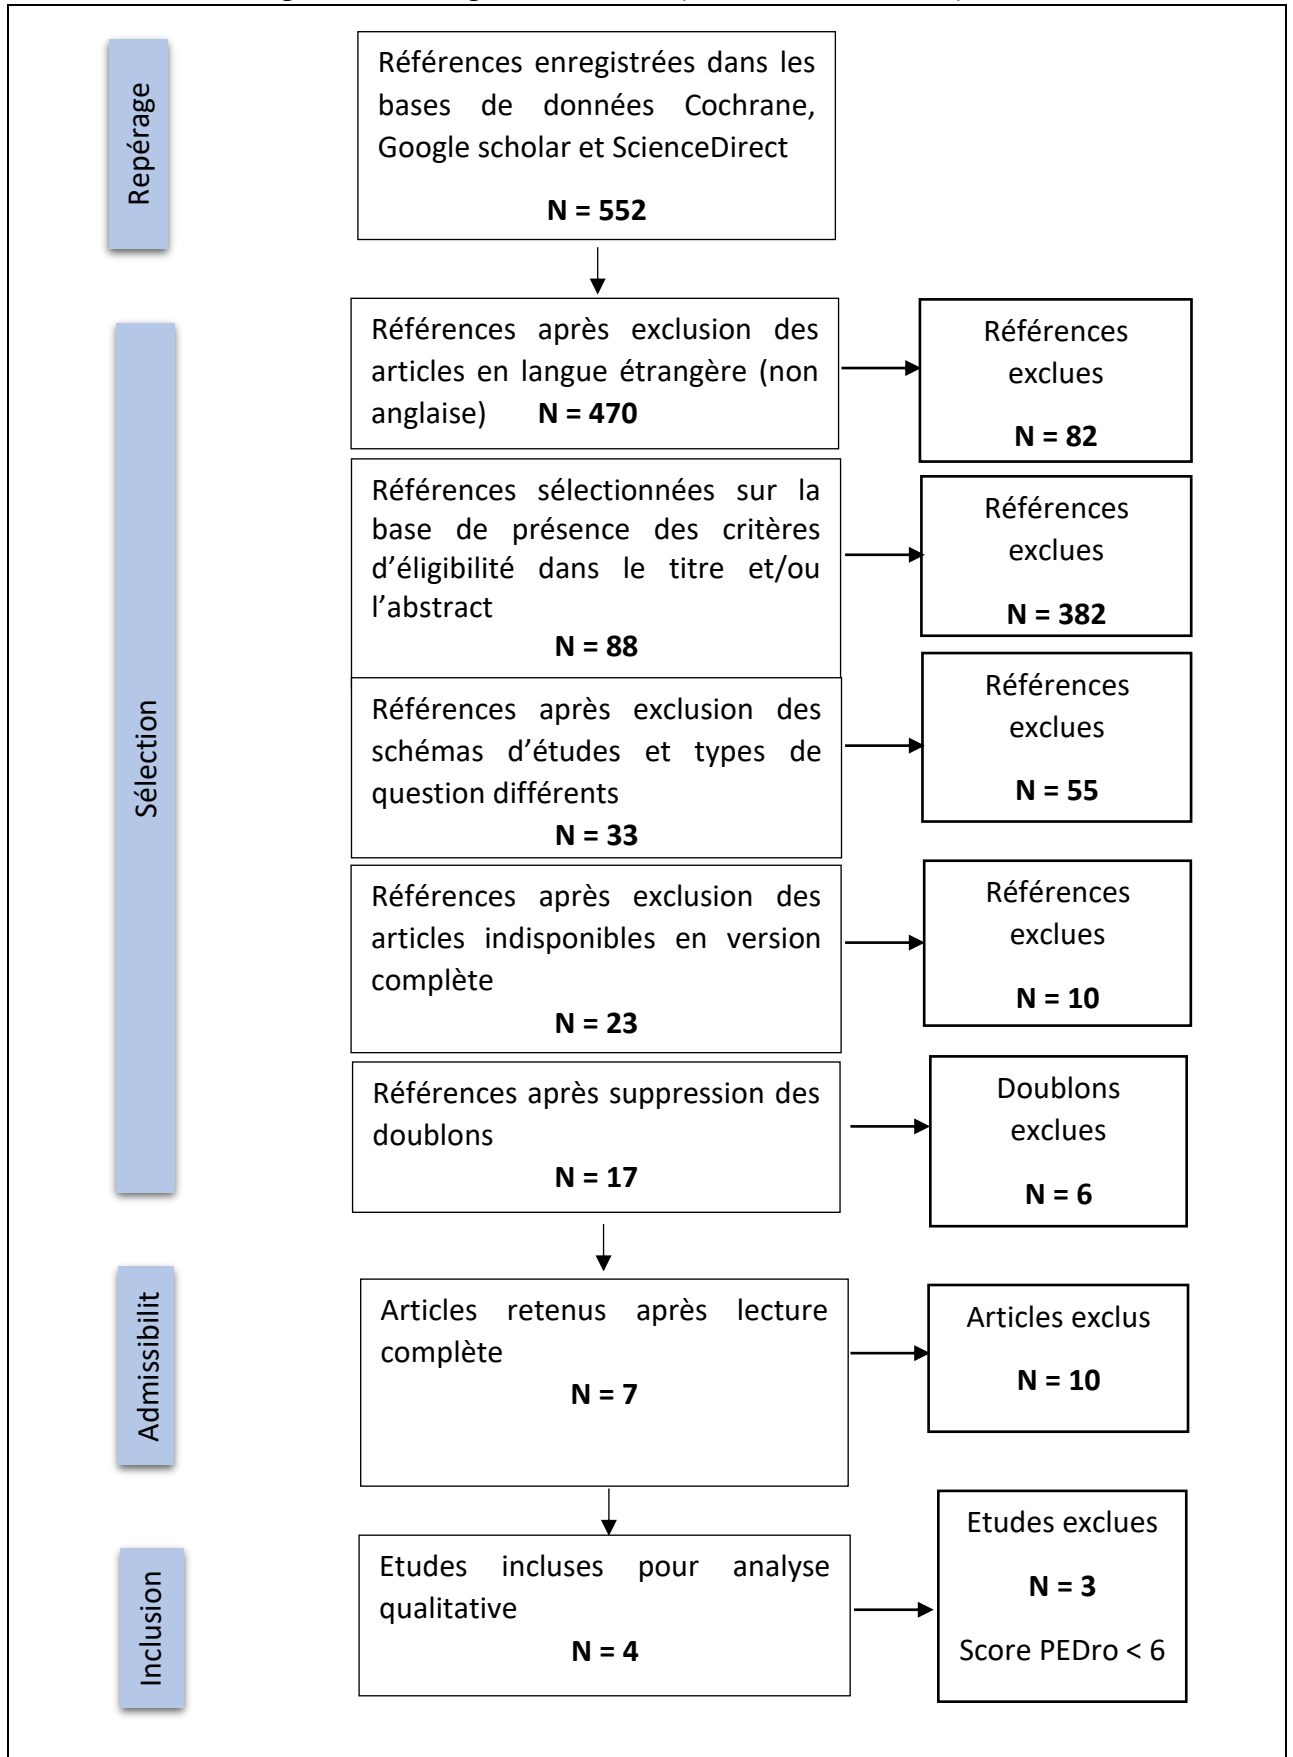 Repérage
Références enregistrées dans les
bases de données Cochrane,
Google scholar et ScienceDirect
N = 552
Sélection
Références après exclusion des
articles en langue étrangère (non
anglaise) N = 470
Références
exclues
N = 82
Références sélectionnées sur la
base de présence des critères
d’éligibilité dans le titre et/ou
l’abstract
N = 88
Références
exclues
N = 382
Références après exclusion des
schémas d’études et types de
question différents
N = 33
Références
exclues
N = 55
Références après exclusion des
articles indisponibles en version
complète
N = 23
Références
exclues
N = 10
Références après suppression des
doublons
N = 17
Doublons
exclues
N = 6
Admissibilit
Articles retenus après lecture
complète
N = 7
Articles exclus
N = 10
Inclusion
Etudes incluses pour analyse
qualitative
N = 4
Etudes exclues
N = 3
Score PEDro < 6